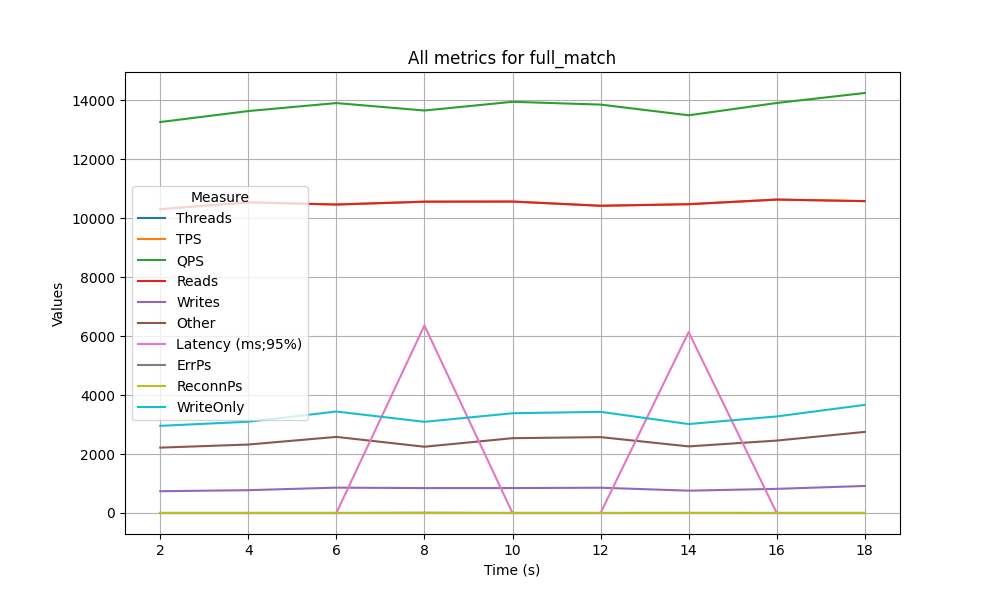 All metrics for full_match
14000
12000
10000
8000
6000
4000
2000
0
Values
Measure
Threads
TPS
QPS
Reads
Writes
Other
Latency (ms;95%)
ErrPs
ReconnPs
WriteOnly
2 4 6 8 10 12 14 16 18
Time (s)